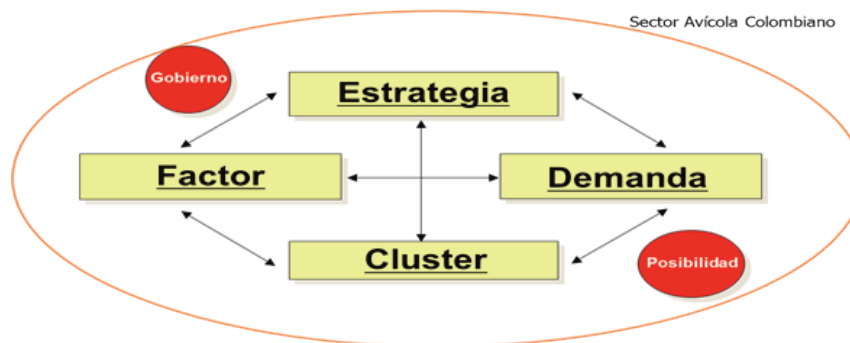 Sector Avícola Colombiano
Gobierno
Estrategia
Factor
Demanda
Cluster
Posibilidad